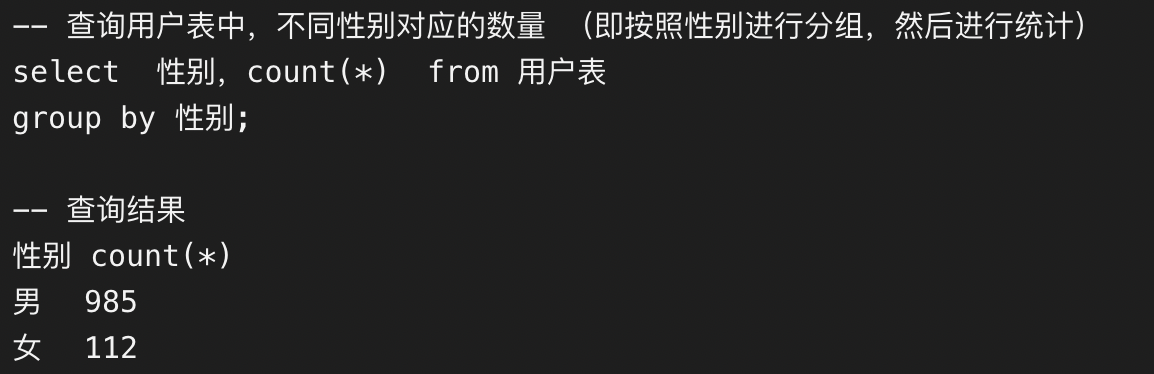 -- 查询用户表中，不同性别对应的数量 （即按照性别进行分组，然后进行统计）
select  性别，count(*)  from 用户表
group by 性别;
-- 查询结果
性别 count(*)
男  985
女  112